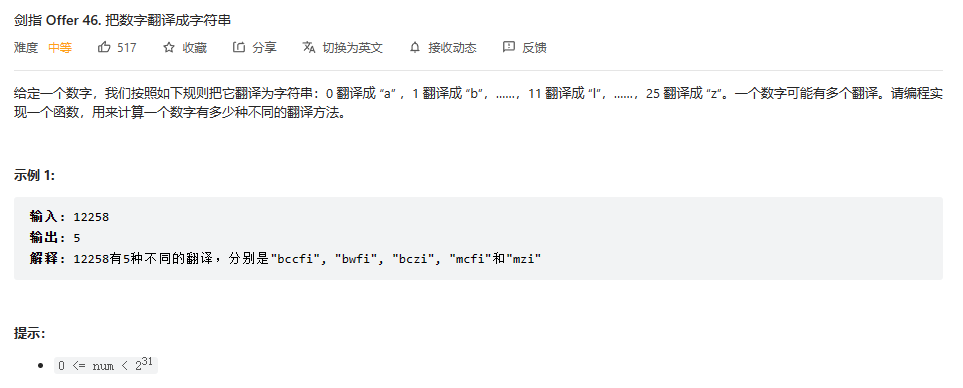 剑指 Offer 46. 把数字翻译成字符串
难度 中等 517 收藏 分享 切换为英文 接收动态 反馈
给定一个数字，我们按照如下规则把它翻译为字符串：0 翻译成 “a” ，1 翻译成 “b”，……，11 翻译成 “l”，……，25 翻译成 “z”。一个数字可能有多个翻译。请编程实
现一个函数，用来计算一个数字有多少种不同的翻译方法。
示例 1:
输入: 12258
输出: 5
解释: 12258有5种不同的翻译，分别是"bccfi", "bwfi", "bczi", "mcfi"和"mzi"
提示：
• 0 <= num < 2³¹